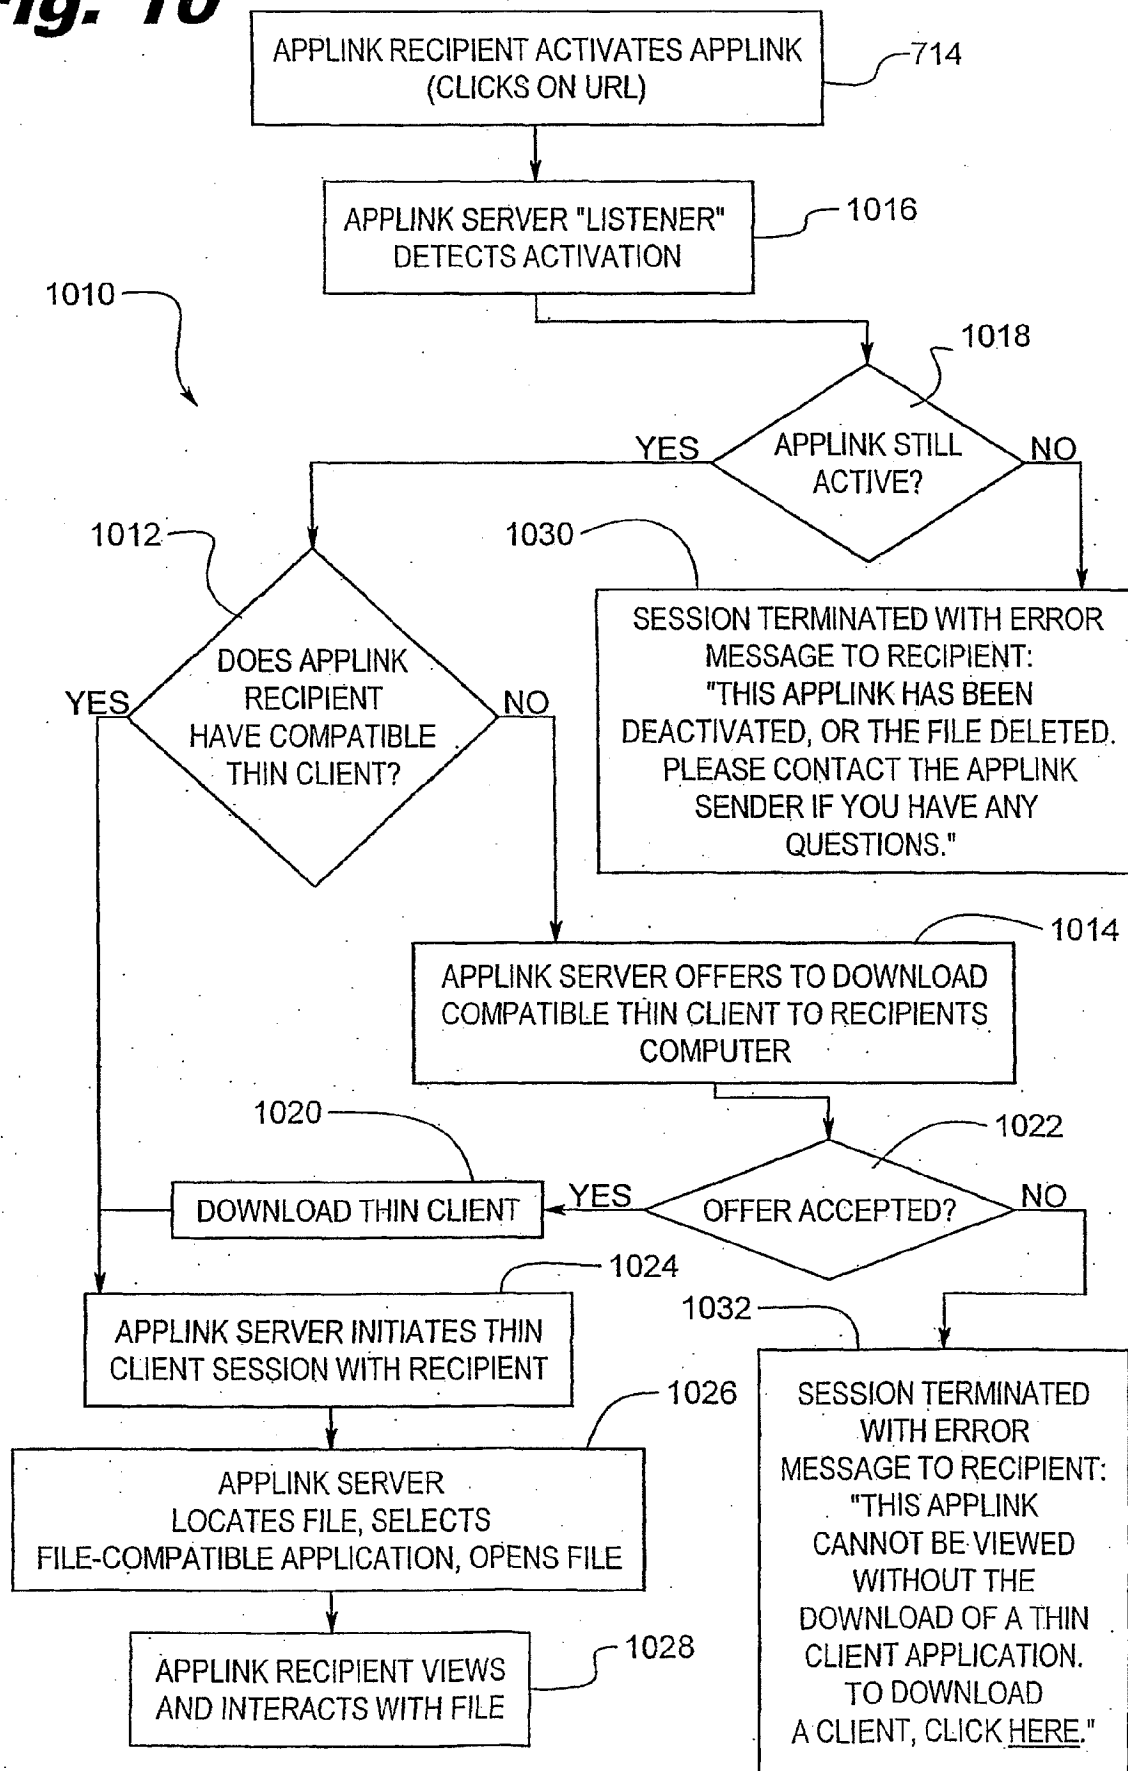 Fig. 10
APPLINK RECIPIENT ACTIVATES APPLINK
(CLICKS ON URL)
714
APPLINK SERVER "LISTENER"
DETECTS ACTIVATION
1016
1010
1018
APPLINK STILL
ACTIVE?
YES
NO
1012
1030
DOES APPLINK
RECIPIENT
HAVE COMPATIBLE
THIN CLIENT?
YES
NO
SESSION TERMINATED WITH ERROR
MESSAGE TO RECIPIENT:
"THIS APPLINK HAS BEEN
DEACTIVATED, OR THE FILE DELETED.
PLEASE CONTACT THE APPLINK
SENDER IF YOU HAVE ANY
QUESTIONS."
1014
APPLINK SERVER OFFERS TO DOWNLOAD
COMPATIBLE THIN CLIENT TO RECIPIENTS
COMPUTER
1020
1022
DOWNLOAD THIN CLIENT
YES
OFFER ACCEPTED?
NO
1024
APPLINK SERVER INITIATES THIN
CLIENT SESSION WITH RECIPIENT
1032
1026
APPLINK SERVER
LOCATES FILE, SELECTS
FILE-COMPATIBLE APPLICATION, OPENS FILE
1028
APPLINK RECIPIENT VIEWS
AND INTERACTS WITH FILE
SESSION TERMINATED
WITH ERROR
MESSAGE TO RECIPIENT:
"THIS APPLINK
CANNOT BE VIEWED
WITHOUT THE
DOWNLOAD OF A THIN
CLIENT APPLICATION.
TO DOWNLOAD
A CLIENT, CLICK HERE."